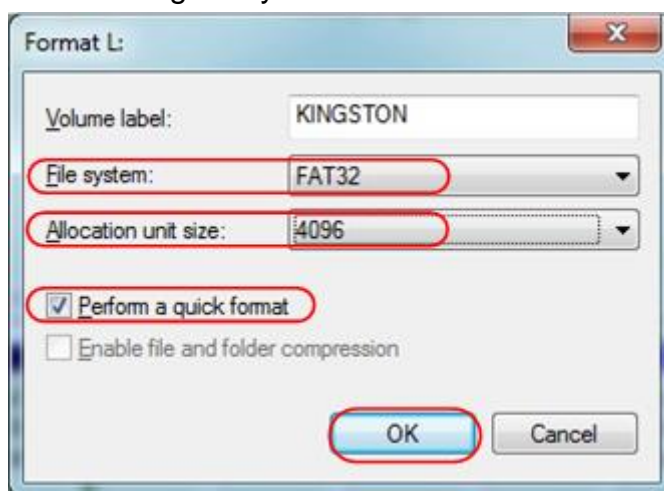 Format L:
Volume label: KINGSTON
File system: FAT32
Allocation unit size: 4096
Perform a quick format
Enable file and folder compression
OK Cancel